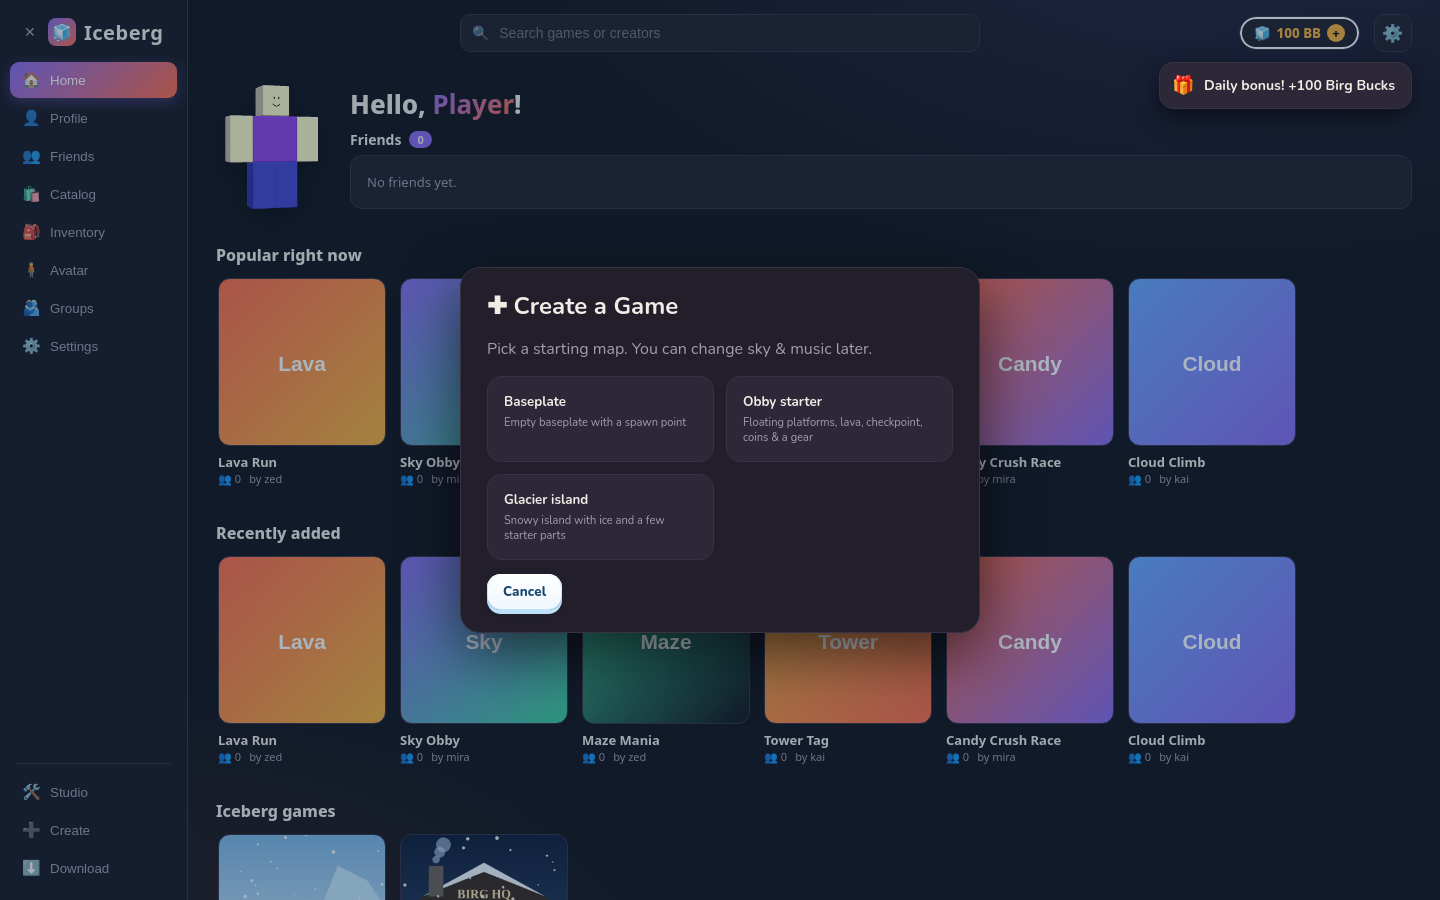 Iceberg
Home
Profile
Friends
Catalog
Inventory
Avatar
Groups
Settings
Studio
Create
Download
Search games or creators
100 BB +
Daily bonus! +100 Birg Bucks
Hello, Player!
Friends 0
No friends yet.
Popular right now
Lava
Candy
Cloud
Lava Run
0 by zed
Sky Obby
0 by mi
y Crush Race
by mira
Cloud Climb
0 by kai
Create a Game
Pick a starting map. You can change sky & music later.
Baseplate
Empty baseplate with a spawn point
Obby starter
Floating platforms, lava, checkpoint,
coins & a gear
Glacier island
Snowy island with ice and a few
starter parts
Cancel
Recently added
Lava
Sky
Maze
Tower
Candy
Cloud
Lava Run
0 by zed
Sky Obby
0 by mira
Maze Mania
0 by zed
Tower Tag
0 by kai
Candy Crush Race
0 by mira
Cloud Climb
0 by kai
Iceberg games
BIRG HQ